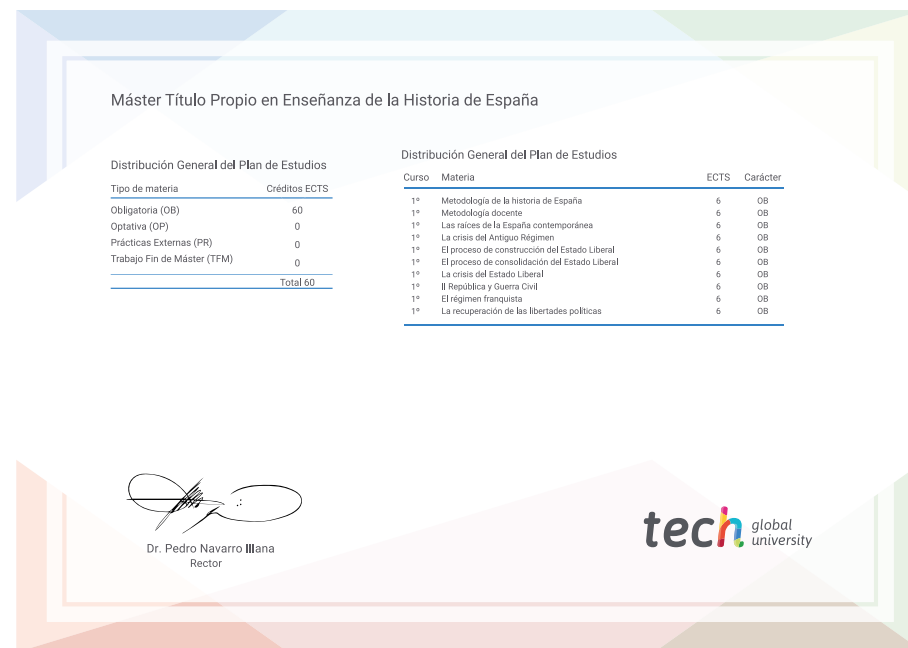 Máster Título Propio en Enseñanza de la Historia de España
Distribución General del Plan de Estudios
Tipo de materia Créditos ECTS
Obligatoria (OB) 60
Optativa (OP) 0
Prácticas Externas (PR) 0
Trabajo Fin de Máster (TFM) 0
Total 60
Distribución General del Plan de Estudios
Curso Materia ECTS Carácter
1º Metodología de la historia de España 6 OB
1º Metodología docente 6 OB
1º Las raíces de la España contemporánea 6 OB
1º La crisis del Antiguo Régimen 6 OB
1º El proceso de construcción del Estado Liberal 6 OB
1º El proceso de consolidación del Estado Liberal 6 OB
1º La crisis del Estado Liberal 6 OB
1º II República y Guerra Civil 6 OB
1º El régimen franquista 6 OB
1º La recuperación de las libertades políticas 6 OB
Dr. Pedro Navarro Illana
Rector
tech global
university